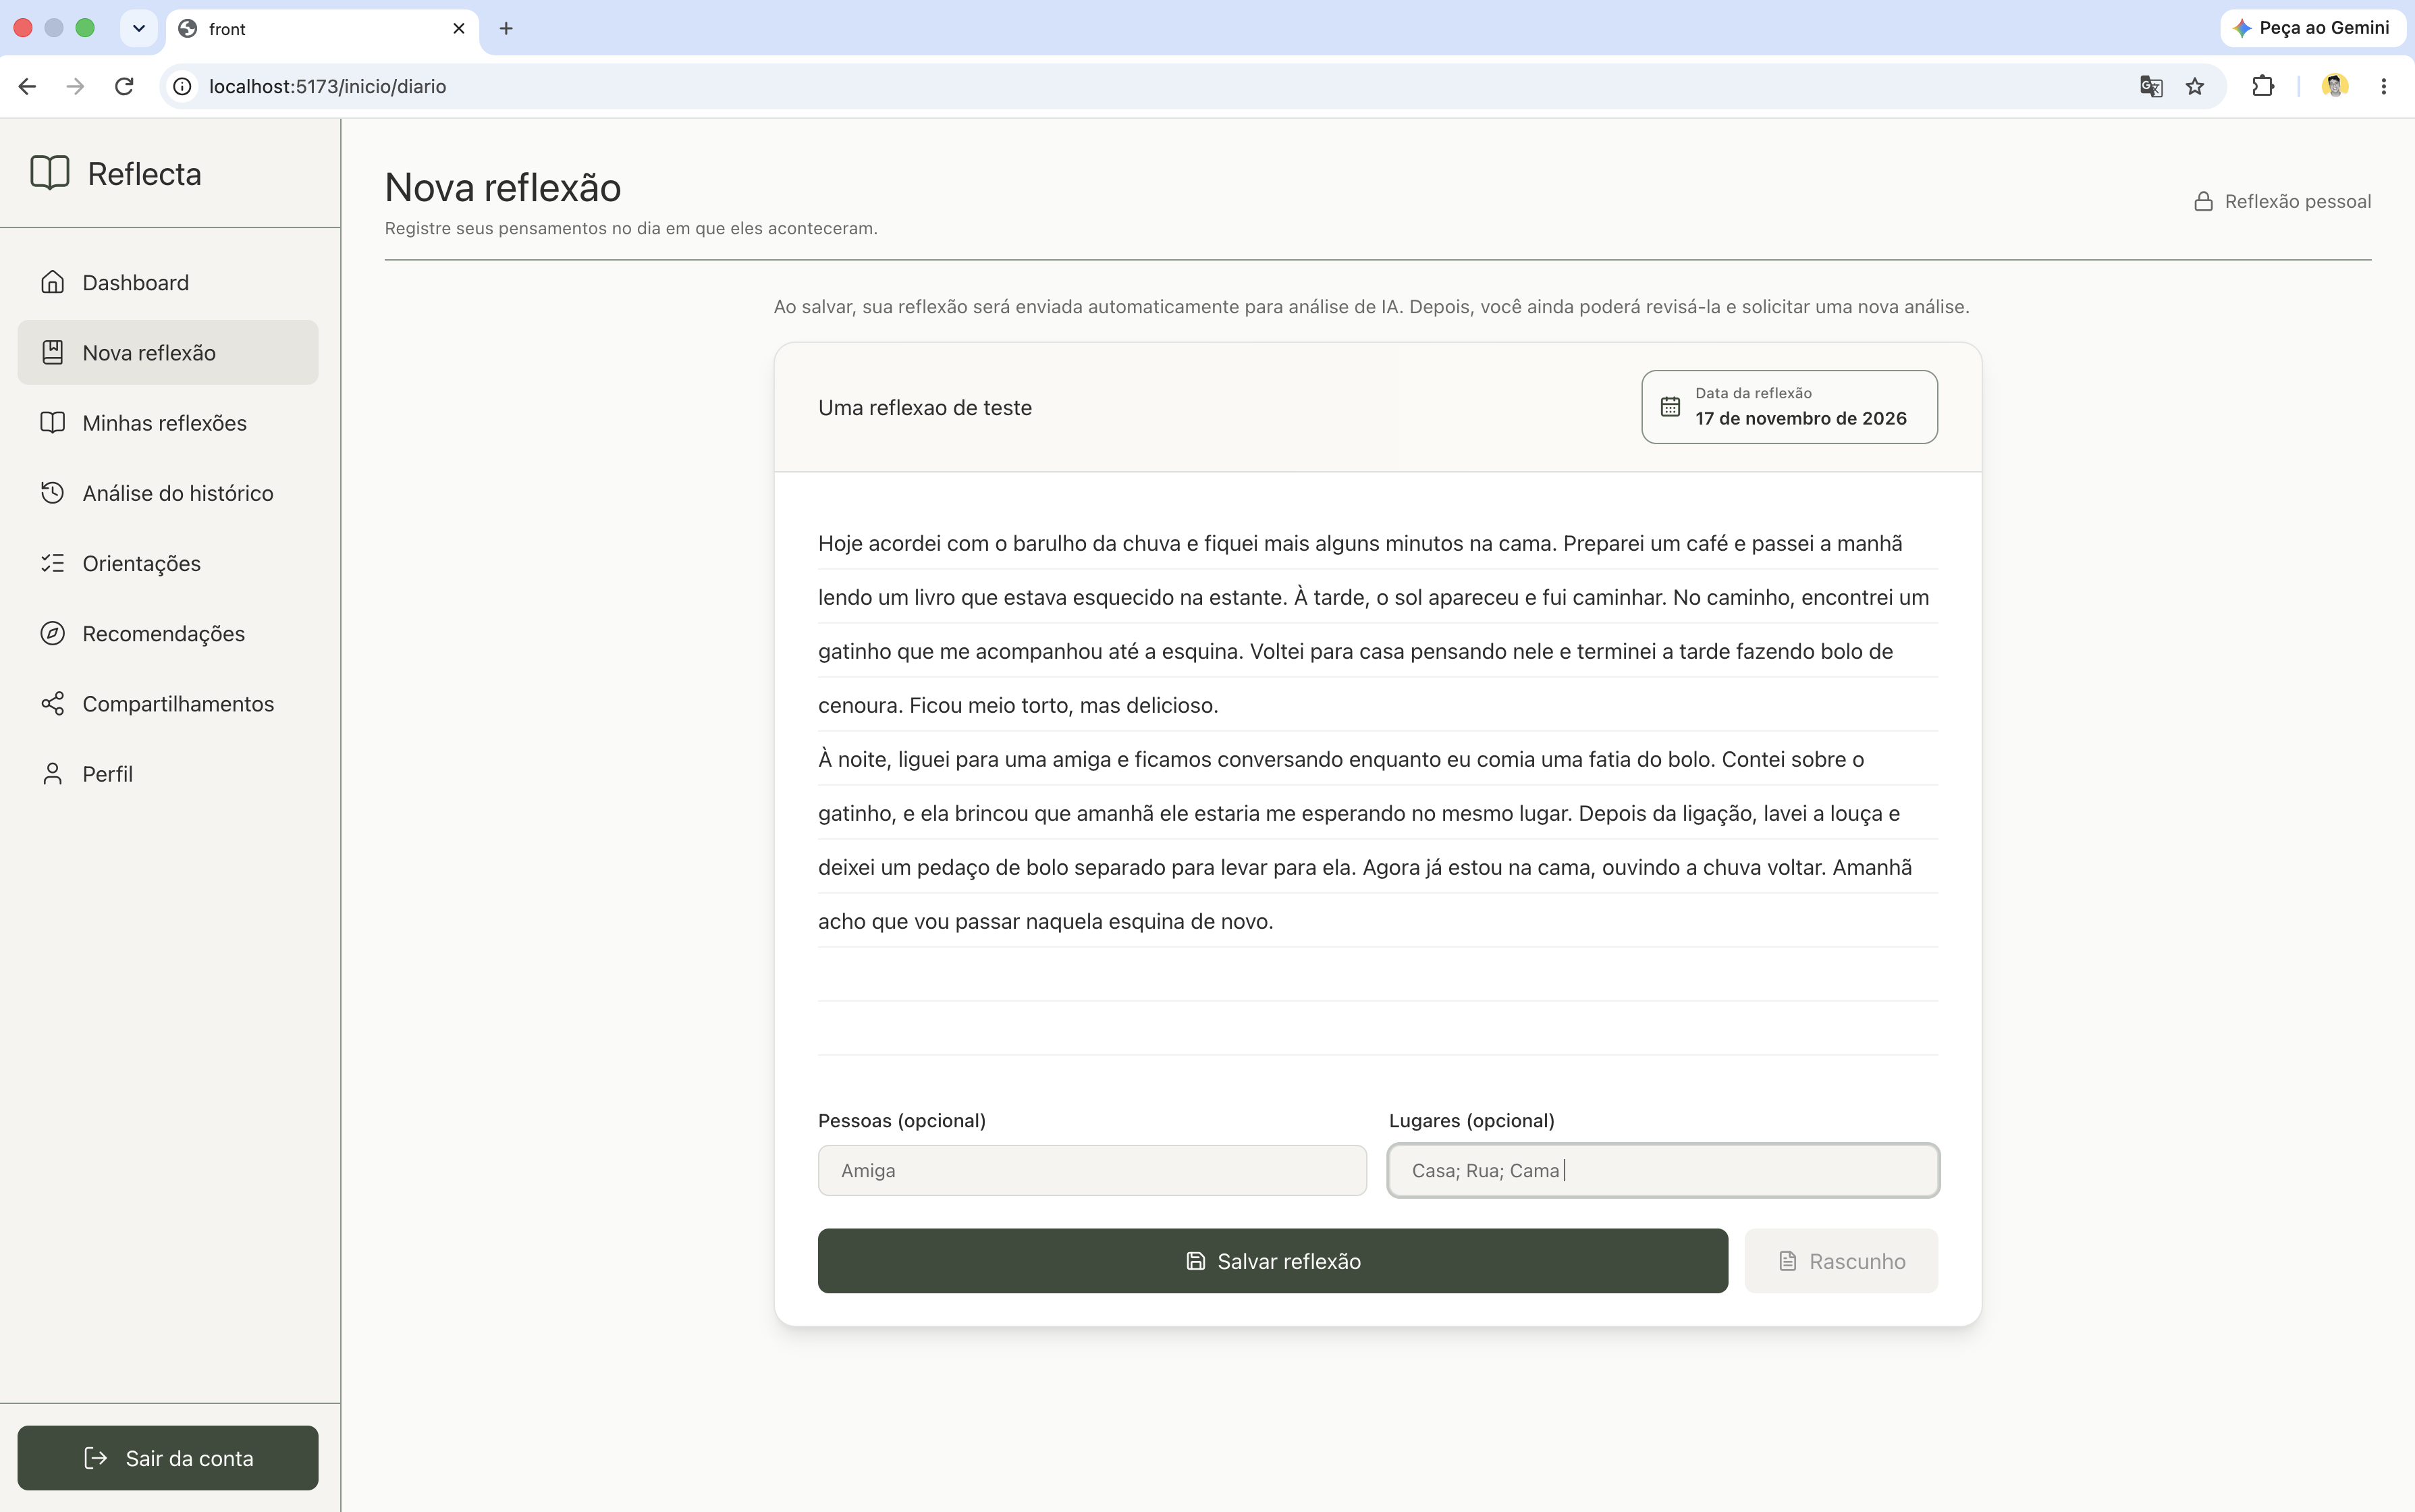 front
Peça ao Gemini
localhost:5173/inicio/diario
Reflecta
Dashboard
Nova reflexão
Minhas reflexões
Análise do histórico
Orientações
Recomendações
Compartilhamentos
Perfil
Sair da conta
Nova reflexão
Registre seus pensamentos no dia em que eles aconteceram.
Reflexão pessoal
Ao salvar, sua reflexão será enviada automaticamente para análise de IA. Depois, você ainda poderá revisá-la e solicitar uma nova análise.
Uma reflexao de teste
Data da reflexão
17 de novembro de 2026
Hoje acordei com o barulho da chuva e fiquei mais alguns minutos na cama. Preparei um café e passei a manhã
lendo um livro que estava esquecido na estante. À tarde, o sol apareceu e fui caminhar. No caminho, encontrei um
gatinho que me acompanhou até a esquina. Voltei para casa pensando nele e terminei a tarde fazendo bolo de
cenoura. Ficou meio torto, mas delicioso.
À noite, liguei para uma amiga e ficamos conversando enquanto eu comia uma fatia do bolo. Contei sobre o
gatinho, e ela brincou que amanhã ele estaria me esperando no mesmo lugar. Depois da ligação, lavei a louça e
deixei um pedaço de bolo separado para levar para ela. Agora já estou na cama, ouvindo a chuva voltar. Amanhã
acho que vou passar naquela esquina de novo.
Pessoas (opcional)
Lugares (opcional)
Amiga
Casa; Rua; Cama
Salvar reflexão
Rascunho